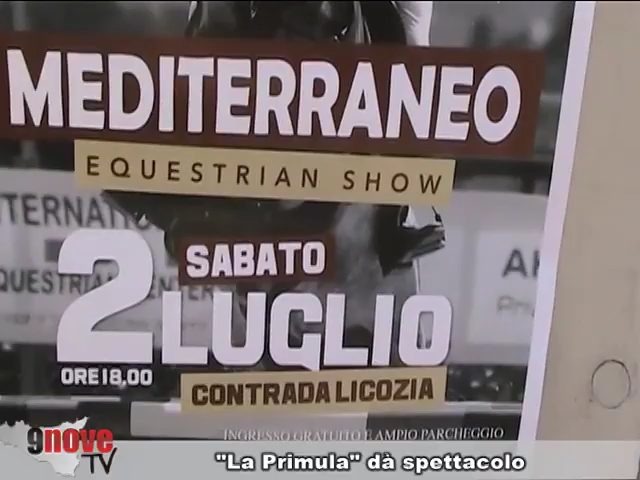 MEDITERRANEO
EQUESTRIAN SHOW
SABATO
2 LUGLIO
ORE 18,00
CONTRADA LICOZIA
INGRESSO GRATUITO E AMPIO PARCHEGGIO
9nove TV
"La Primula" dà spettacolo